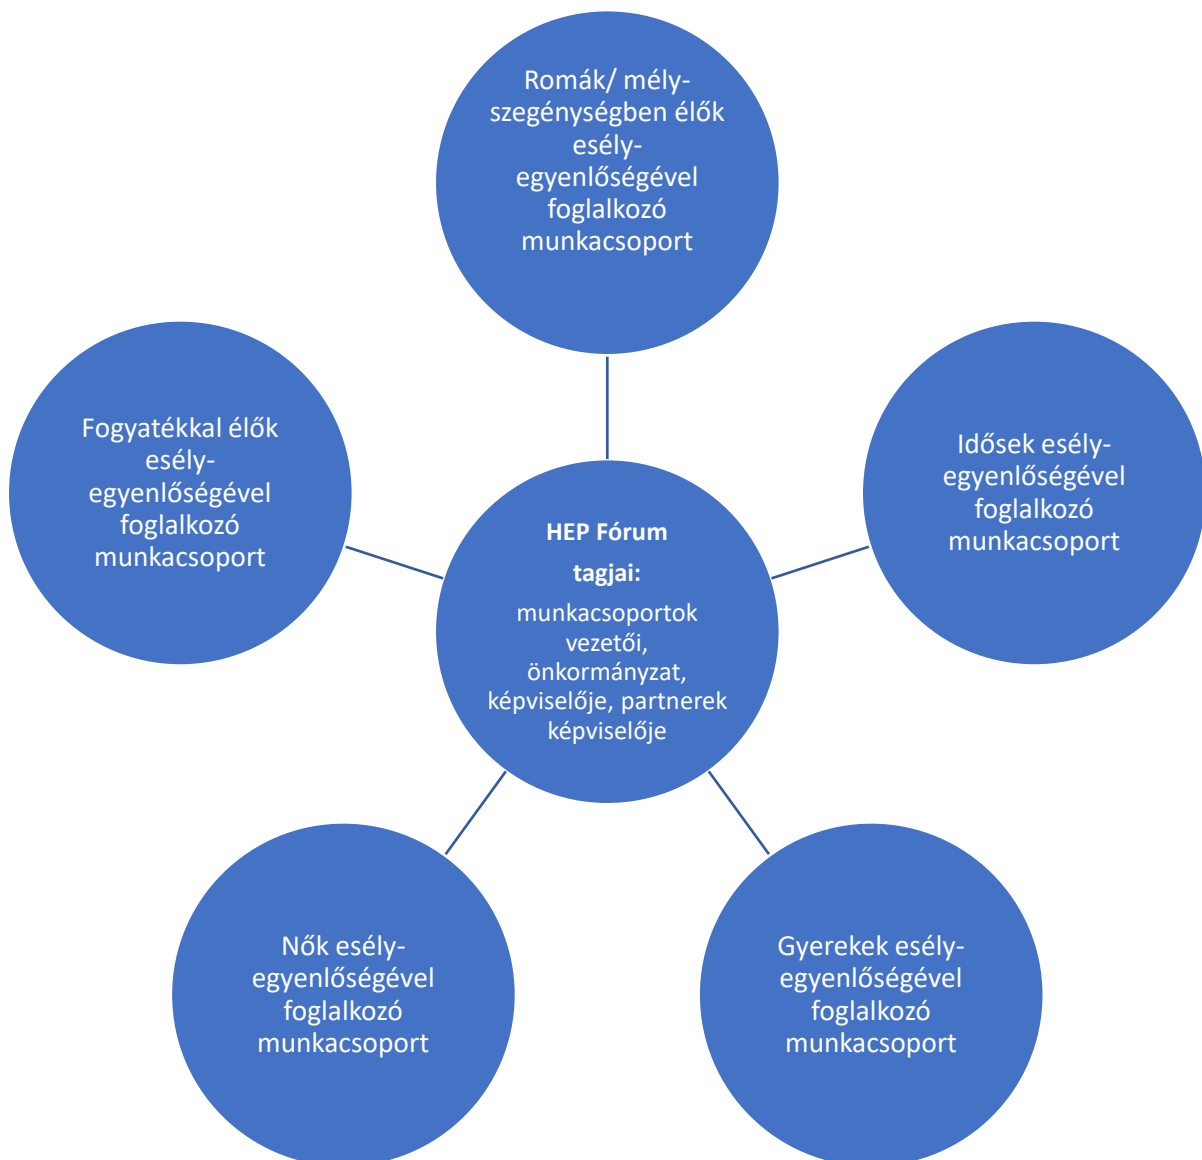 Romák/ mély-
szegénységben élők
esély-
egyenlőségével
foglalkozó
munkacsoport
Idősek esély-
egyenlőségével
foglalkozó
munkacsoport
Gyerekek esély-
egyenlőségével
foglalkozó
munkacsoport
Nők esély-
egyenlőségével
foglalkozó
munkacsoport
Fogyatékkal élők
esély-
egyenlőségével
foglalkozó
munkacsoport
HEP Fórum
tagjai:
munkacsoportok
vezetői,
önkormányzat,
képviselője, partnerek
képviselője